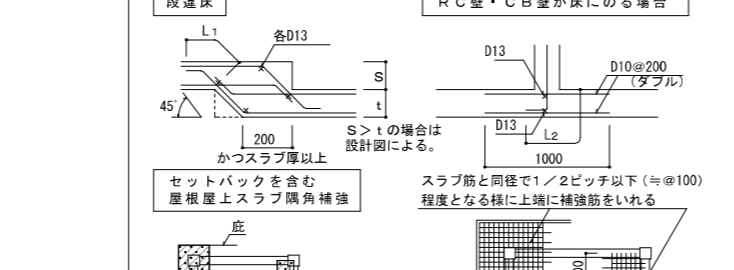 段違床
RC壁・CB壁が床にのる場合
L1
各D13
S
t
45°
200
かつスラブ厚以上
S＞tの場合は
設計図による。
D13
D10@200
(ダブル)
D13
L2
1000
セットバックを含む
屋根屋上スラブ隅角補強
庇
スラブ筋と同径で１／２ピッチ以下（≒@100）
程度となる様に上端に補強筋をいれる